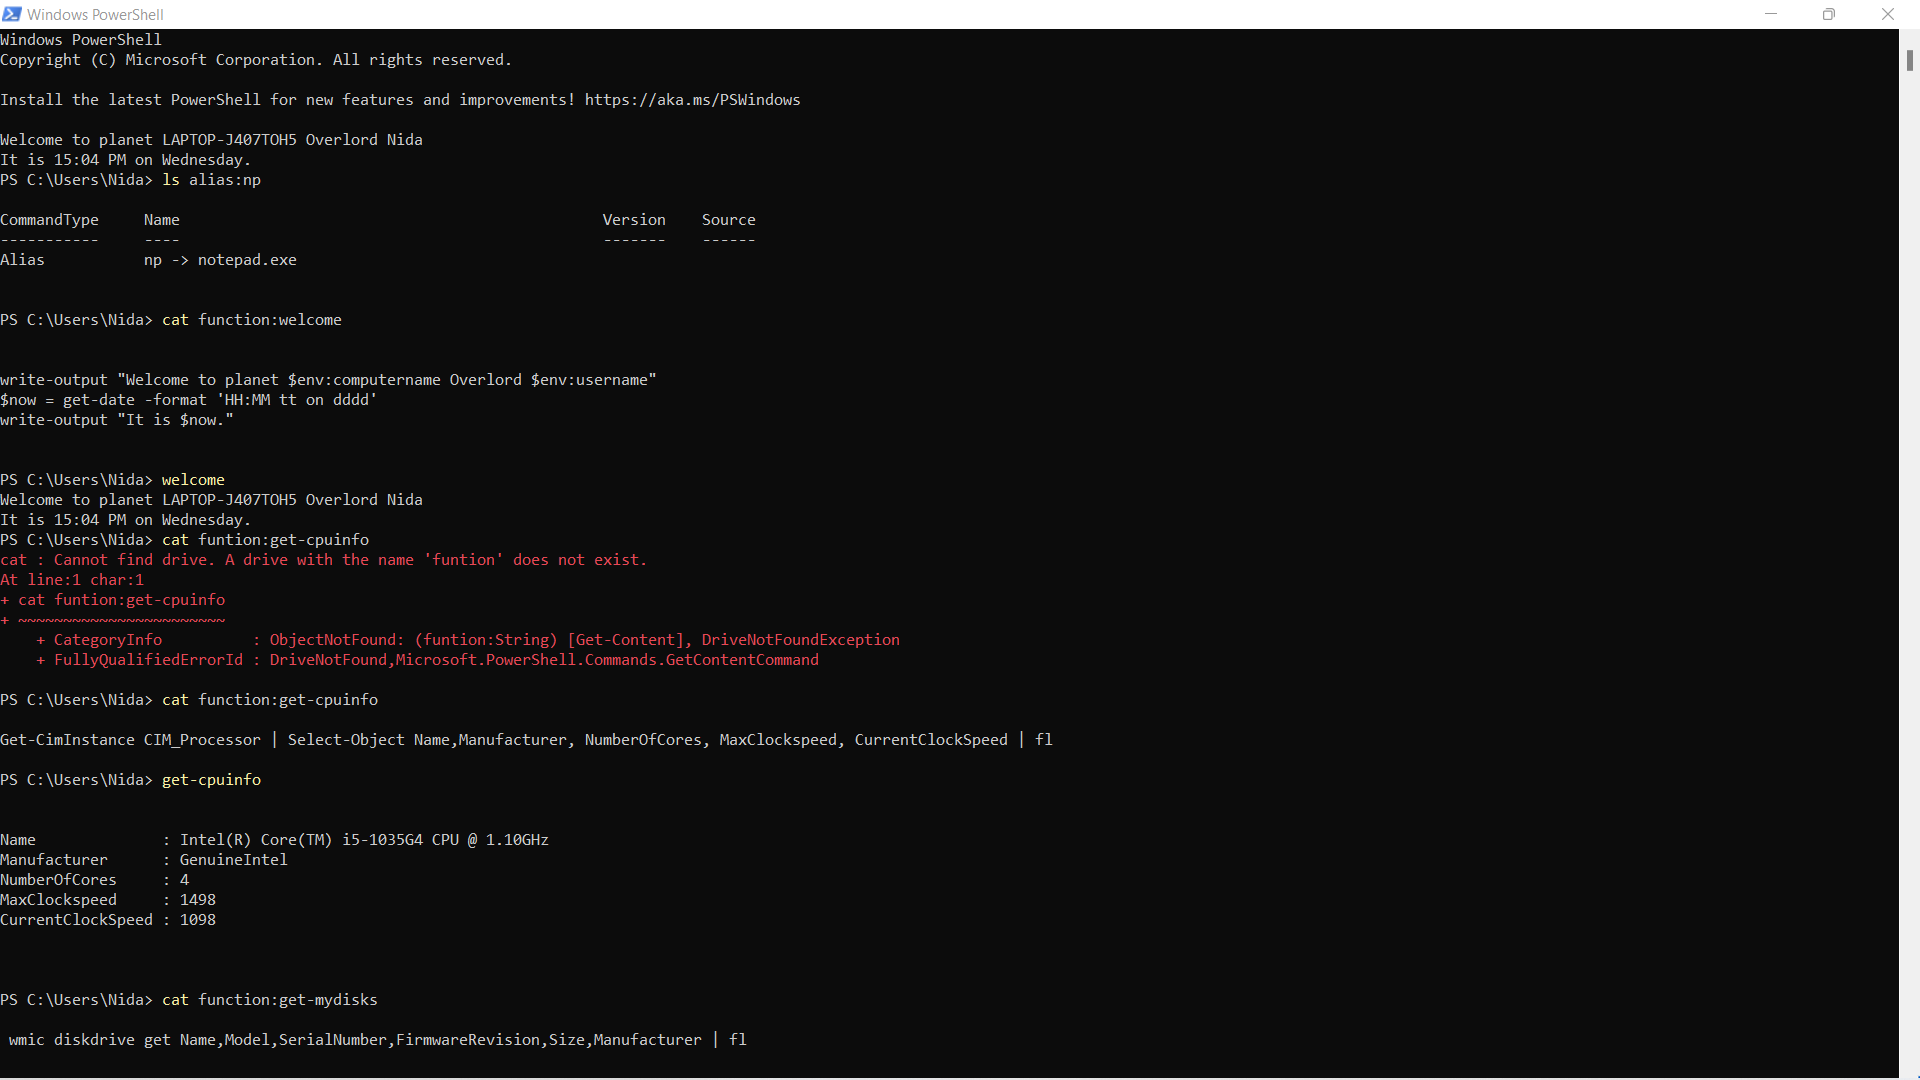 Windows PowerShell
Windows PowerShell
Copyright (C) Microsoft Corporation. All rights reserved.
Install the latest PowerShell for new features and improvements! https://aka.ms/PSWindows
Welcome to planet LAPTOP-J407TOH5 Overlord Nida
It is 15:04 PM on Wednesday.
PS C:\Users\Nida> ls alias:np
CommandType     Name                                               Version    Source
-----------     ----                                               -------    ------
Alias           np -> notepad.exe
PS C:\Users\Nida> cat function:welcome
write-output "Welcome to planet $env:computername Overlord $env:username"
$now = get-date -format 'HH:MM tt on dddd'
write-output "It is $now."
PS C:\Users\Nida> welcome
Welcome to planet LAPTOP-J407TOH5 Overlord Nida
It is 15:04 PM on Wednesday.
PS C:\Users\Nida> cat funtion:get-cpuinfo
cat : Cannot find drive. A drive with the name 'funtion' does not exist.
At line:1 char:1
+ cat funtion:get-cpuinfo
+ ~~~~~~~~~~~~~~~~~~~~~~~
    + CategoryInfo          : ObjectNotFound: (funtion:String) [Get-Content], DriveNotFoundException
    + FullyQualifiedErrorId : DriveNotFound,Microsoft.PowerShell.Commands.GetContentCommand
PS C:\Users\Nida> cat function:get-cpuinfo
Get-CimInstance CIM_Processor | Select-Object Name,Manufacturer, NumberOfCores, MaxClockspeed, CurrentClockSpeed | fl
PS C:\Users\Nida> get-cpuinfo
Name              : Intel(R) Core(TM) i5-1035G4 CPU @ 1.10GHz
Manufacturer      : GenuineIntel
NumberOfCores     : 4
MaxClockspeed     : 1498
CurrentClockSpeed : 1098
PS C:\Users\Nida> cat function:get-mydisks
 wmic diskdrive get Name,Model,SerialNumber,FirmwareRevision,Size,Manufacturer | fl